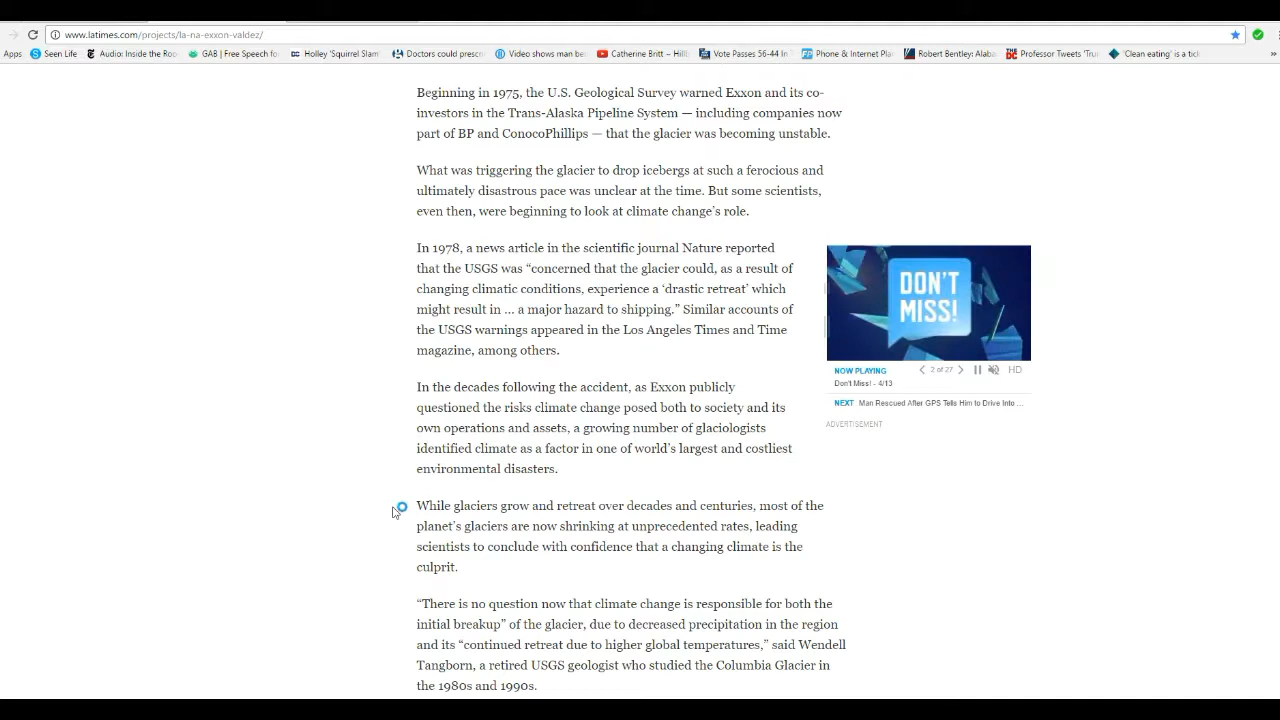 www.latimes.com/projects/la-na-exxon-valdez/
Apps Seen Life Audio: Inside the Roo GAB | Free Speech fo Holley 'Squirrel Slam' Doctors could prescr Video shows man be Catherine Britt – Hillb Vote Passes 56-44 In Phone & Internet Pla Robert Bentley: Alaba Professor Tweets 'Tru 'Clean eating' is a tick »
Beginning in 1975, the U.S. Geological Survey warned Exxon and its co-
investors in the Trans-Alaska Pipeline System — including companies now
part of BP and ConocoPhillips — that the glacier was becoming unstable.
What was triggering the glacier to drop icebergs at such a ferocious and
ultimately disastrous pace was unclear at the time. But some scientists,
even then, were beginning to look at climate change’s role.
In 1978, a news article in the scientific journal Nature reported
that the USGS was “concerned that the glacier could, as a result of
changing climatic conditions, experience a ‘drastic retreat’ which
might result in ... a major hazard to shipping.” Similar accounts of
the USGS warnings appeared in the Los Angeles Times and Time
magazine, among others.
In the decades following the accident, as Exxon publicly
questioned the risks climate change posed both to society and its
own operations and assets, a growing number of glaciologists
identified climate as a factor in one of world’s largest and costliest
environmental disasters.
While glaciers grow and retreat over decades and centuries, most of the
planet’s glaciers are now shrinking at unprecedented rates, leading
scientists to conclude with confidence that a changing climate is the
culprit.
“There is no question now that climate change is responsible for both the
initial breakup” of the glacier, due to decreased precipitation in the region
and its “continued retreat due to higher global temperatures,” said Wendell
Tangborn, a retired USGS geologist who studied the Columbia Glacier in
the 1980s and 1990s.
DON'T
MISS!
NOW PLAYING 2 of 27 HD
Don't Miss! - 4/13
NEXT Man Rescued After GPS Tells Him to Drive Into ...
ADVERTISEMENT